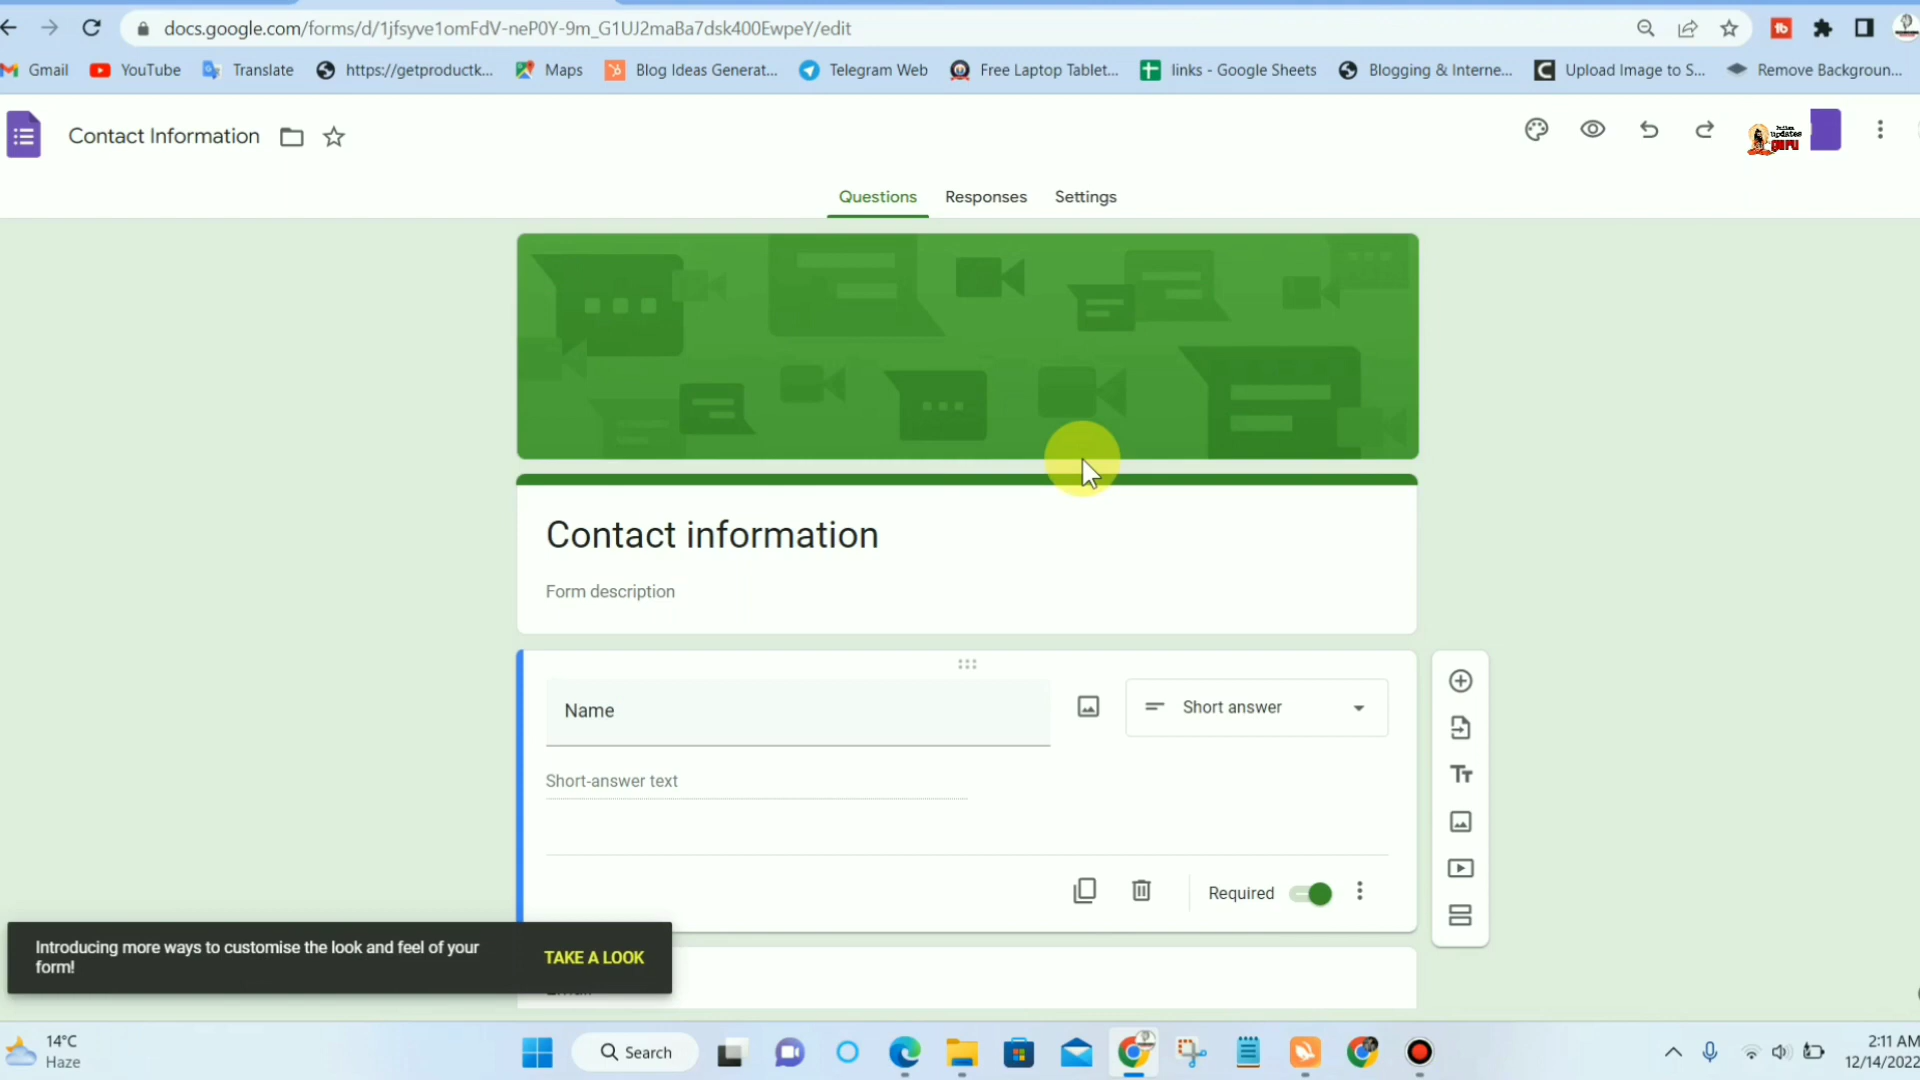 docs.google.com/forms/d/1jfsyve1omFdV-neP0Y-9m_G1UJ2maBa7dsk400EwpeY/edit
Gmail YouTube Translate https://getproductk... Maps Blog Ideas Generat... Telegram Web Free Laptop Tablet... links - Google Sheets Blogging & Interne... Upload Image to S... Remove Backgroun...
Contact Information
updates
guru
Questions Responses Settings
Contact information
Form description
Name
Short answer
Short-answer text
Required
Introducing more ways to customise the look and feel of your
form!
TAKE A LOOK
14°C
Haze
Search
2:11 AM
12/14/2022